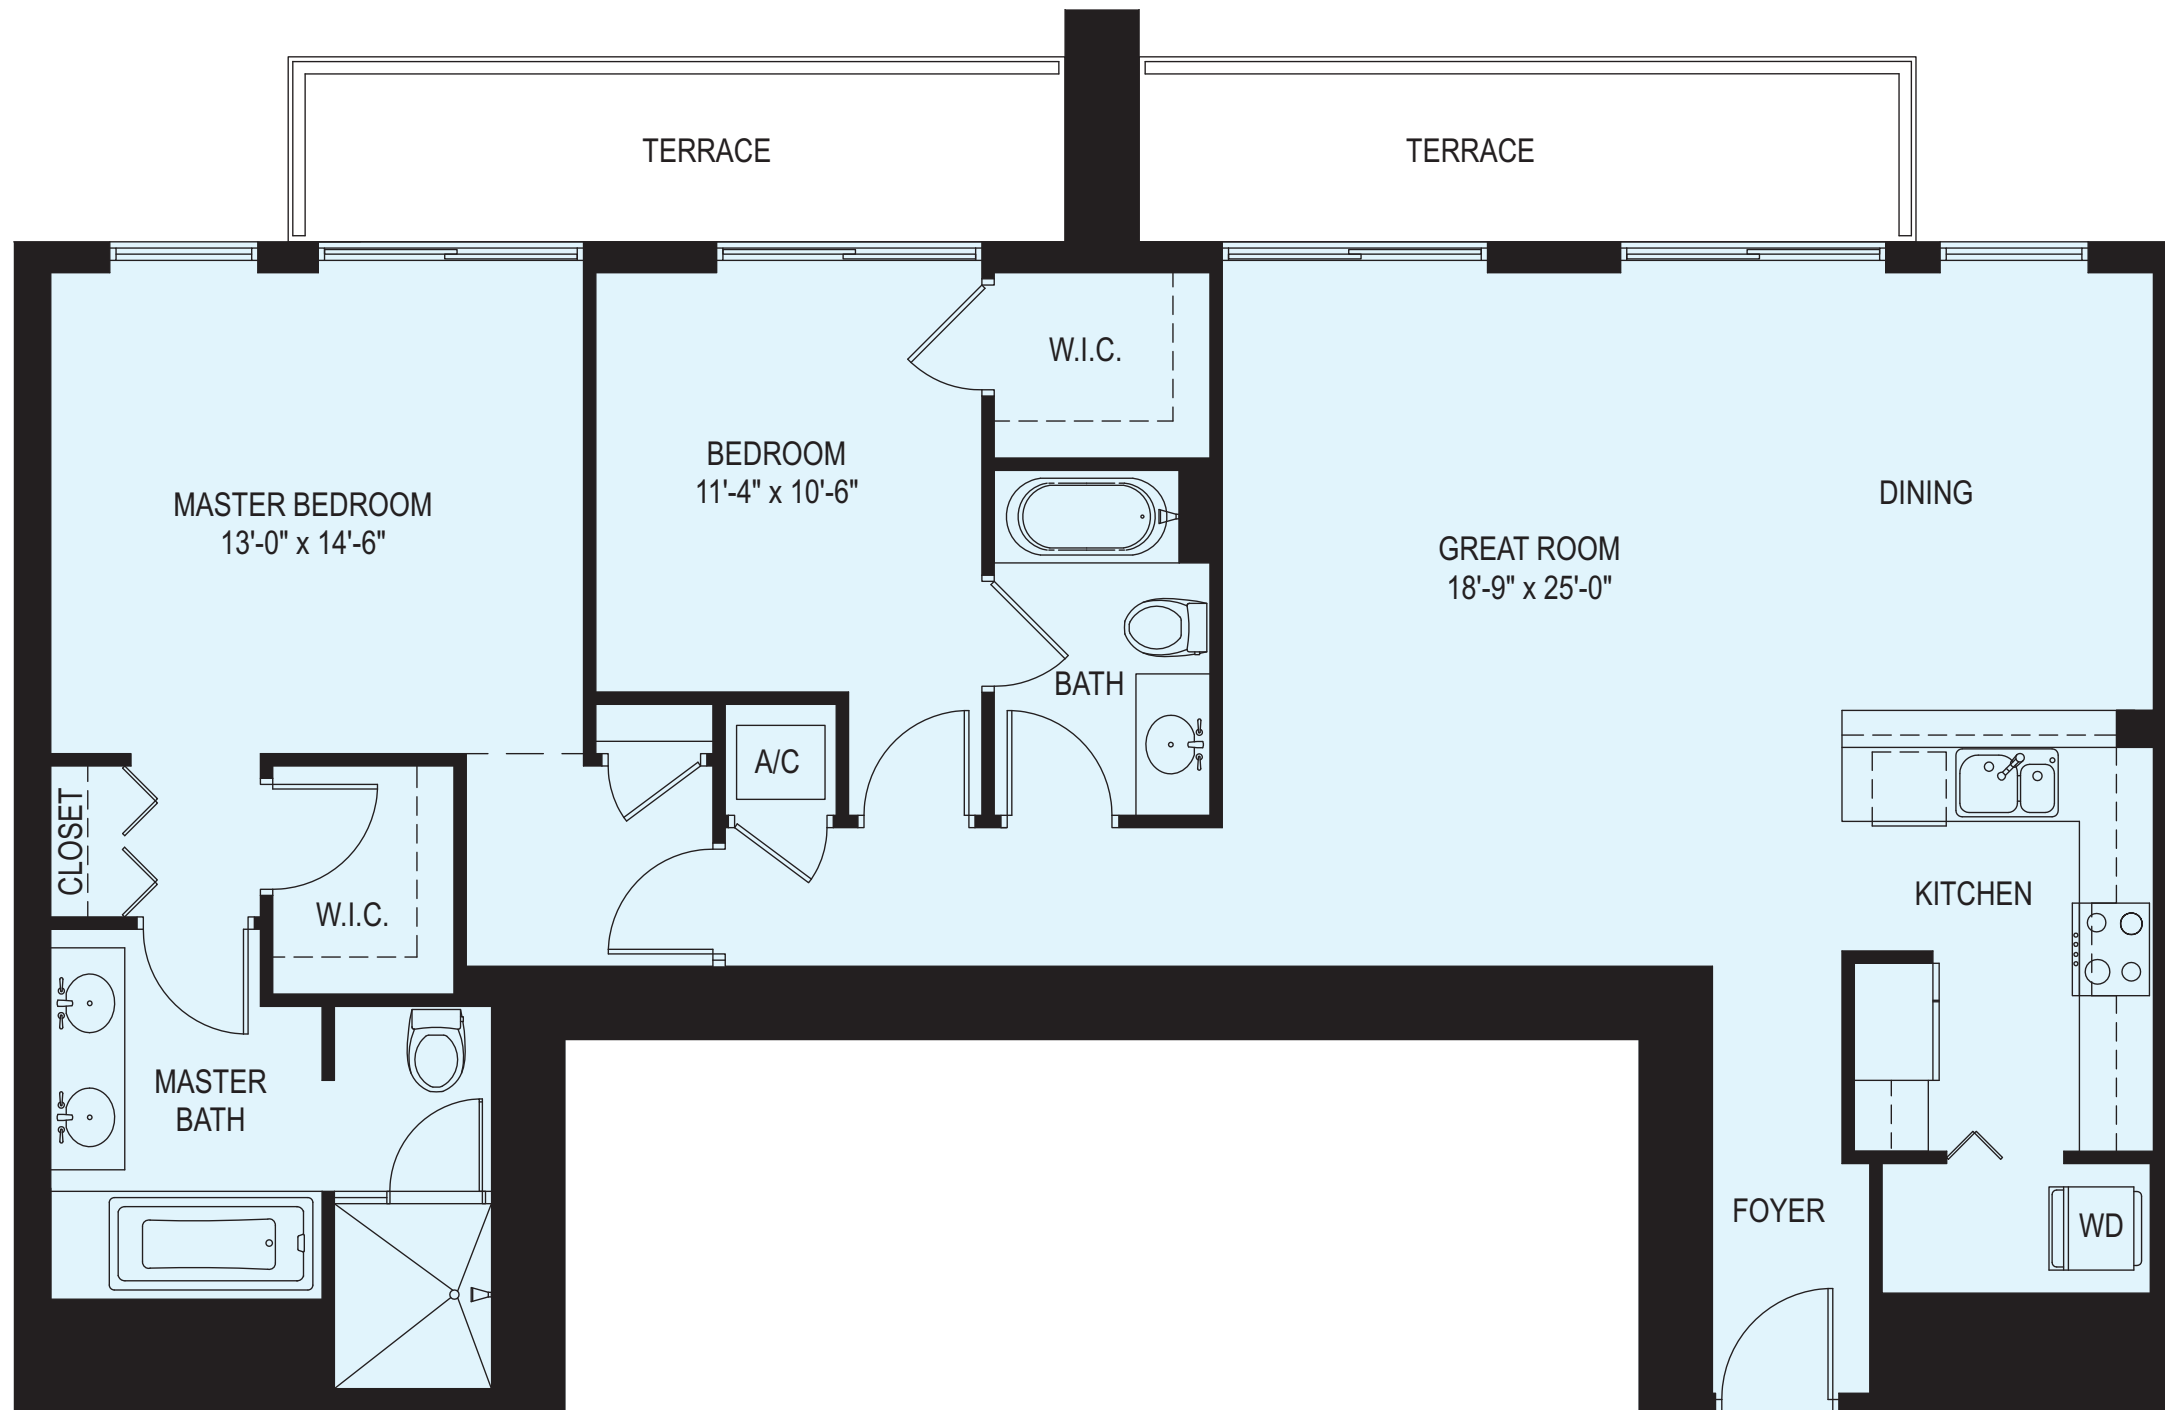 TERRACE
TERRACE
W.I.C.
BEDROOM
11'-4" x 10'-6"
MASTER BEDROOM
13'-0" x 14'-6"
DINING
GREAT ROOM
18'-9" x 25'-0"
BATH
A/C
CLOSET
W.I.C.
KITCHEN
MASTER
BATH
FOYER
WD